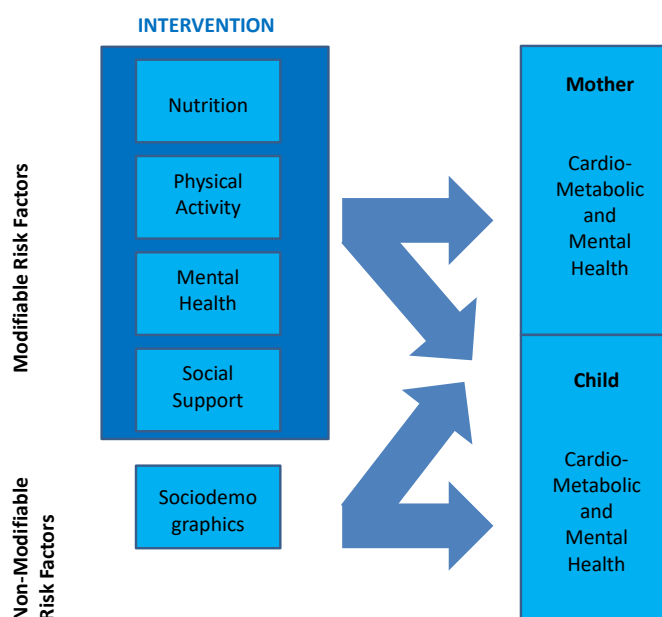 INTERVENTION
Modifiable Risk Factors
Nutrition
Physical
Activity
Mental
Health
Social
Support
Non-Modifiable
Risk Factors
Sociodemo
graphics
Mother
Cardio-
Metabolic
and
Mental
Health
Child
Cardio-
Metabolic
and
Mental
Health